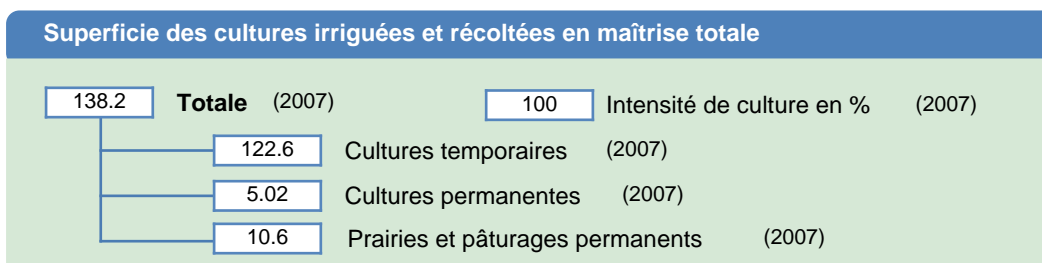 Superficie des cultures irriguées et récoltées en maîtrise totale
138.2 Totale (2007) 100 Intensité de culture en % (2007)
122.6 Cultures temporaires (2007)
5.02 Cultures permanentes (2007)
10.6 Prairies et pâturages permanents (2007)